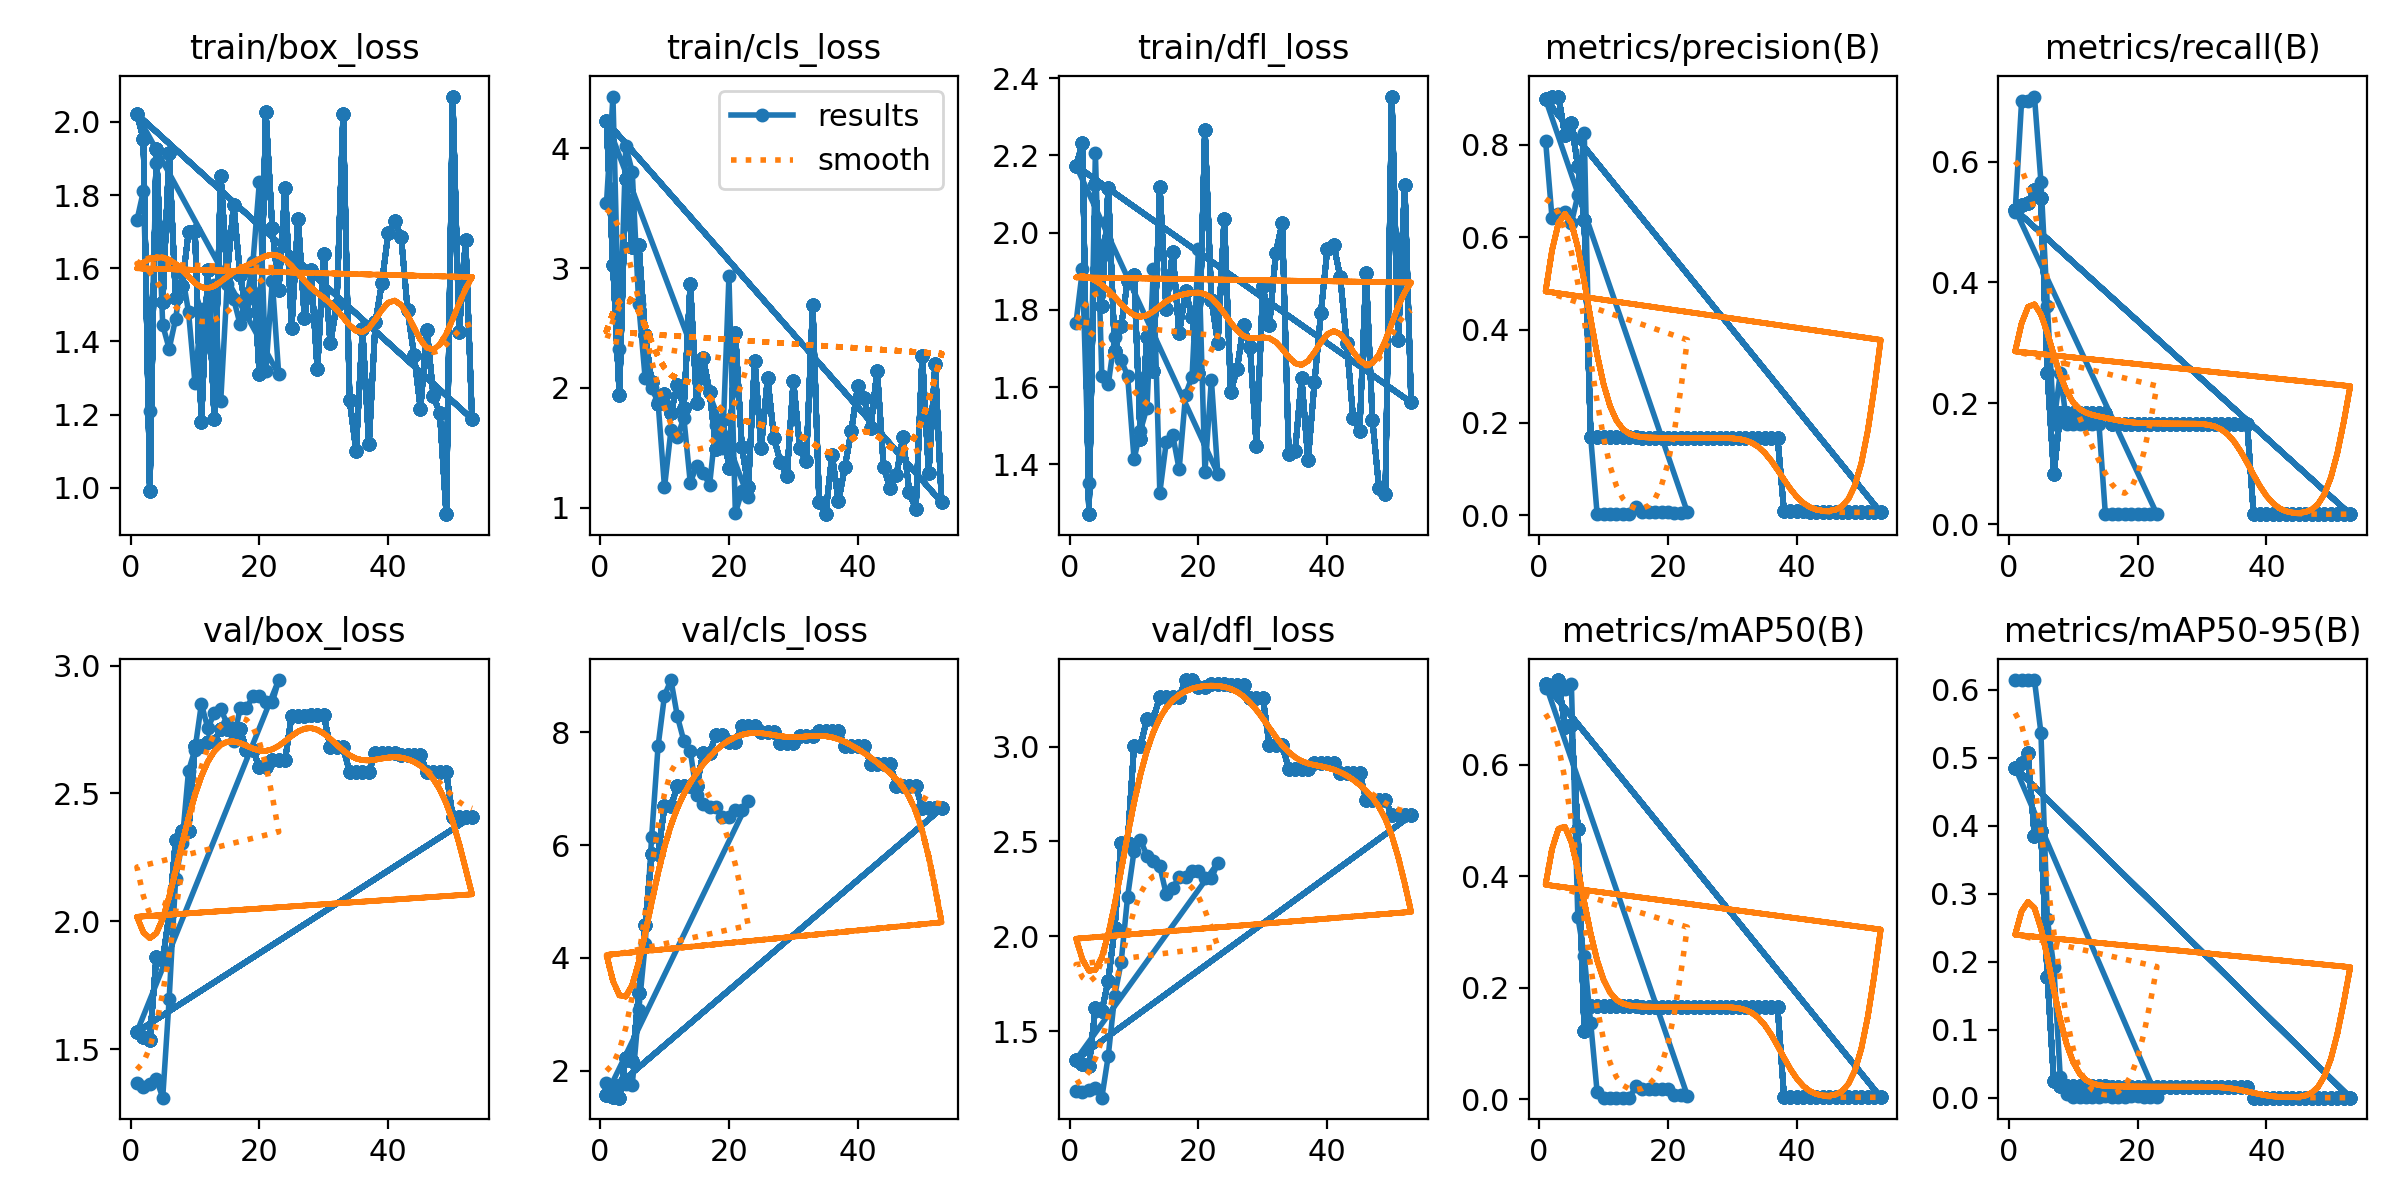 train/box_loss
train/cls_loss
train/dfl_loss
metrics/precision(B)
metrics/recall(B)
2.0
1.8
1.6
1.4
1.2
1.0
0 20 40
4
3
2
1
0 20 40
results
smooth
2.4
2.2
2.0
1.8
1.6
1.4
0 20 40
0.8
0.6
0.4
0.2
0.0
0 20 40
0.6
0.4
0.2
0.0
0 20 40
val/box_loss
val/cls_loss
val/dfl_loss
metrics/mAP50(B)
metrics/mAP50-95(B)
3.0
2.5
2.0
1.5
0 20 40
8
6
4
2
0 20 40
3.0
2.5
2.0
1.5
0 20 40
0.6
0.4
0.2
0.0
0 20 40
0.6
0.5
0.4
0.3
0.2
0.1
0.0
0 20 40